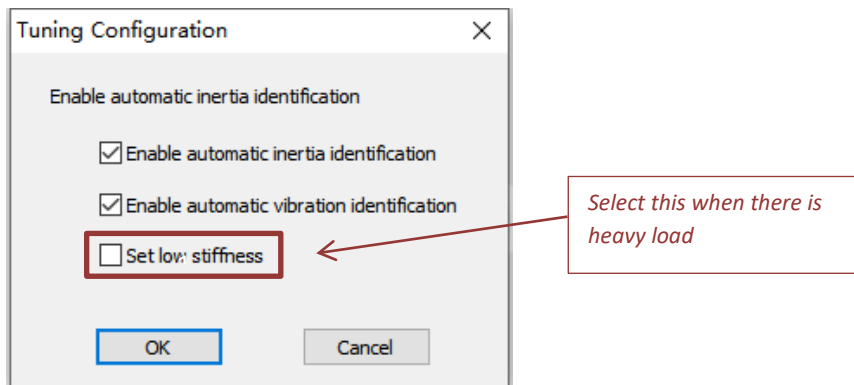 Tuning Configuration
Enable automatic inertia identification
Enable automatic inertia identification
Enable automatic vibration identification
Set low stiffness
Select this when there is
heavy load
OK
Cancel